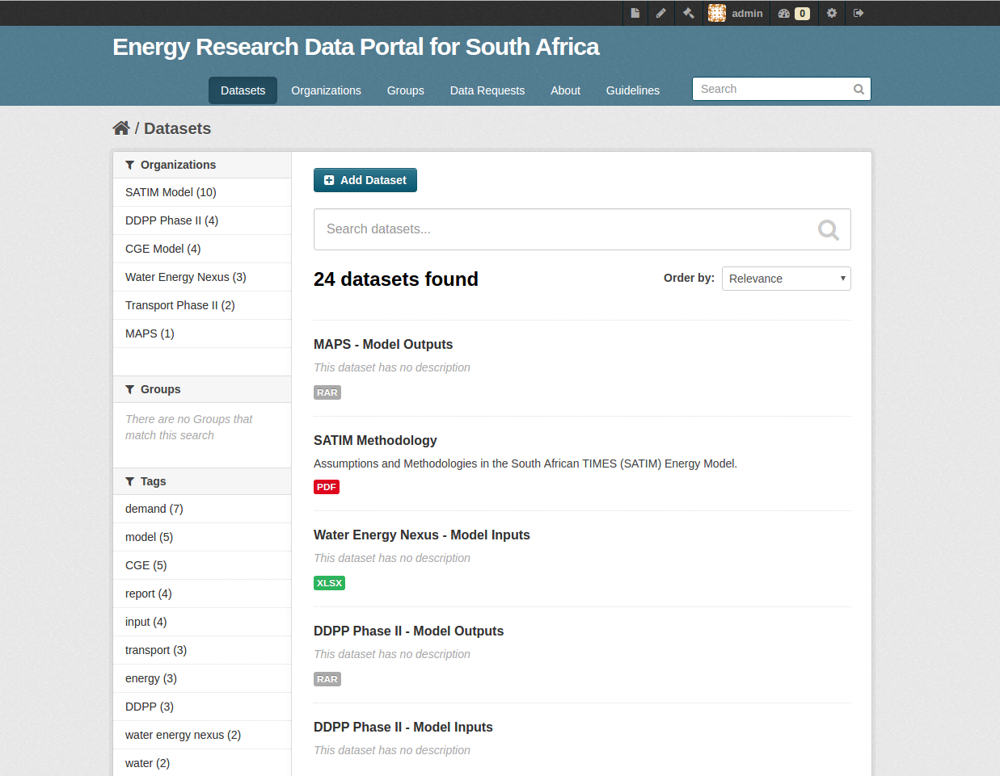 admin 0
Energy Research Data Portal for South Africa
Datasets Organizations Groups Data Requests About Guidelines Search
/ Datasets
Organizations
SATIM Model (10)
DDPP Phase II (4)
CGE Model (4)
Water Energy Nexus (3)
Transport Phase II (2)
MAPS (1)
Groups
There are no Groups that
match this search
Tags
demand (7)
model (5)
CGE (5)
report (4)
input (4)
transport (3)
energy (3)
DDPP (3)
water energy nexus (2)
water (2)
Add Dataset
Search datasets...
24 datasets found
Order by: Relevance
MAPS - Model Outputs
This dataset has no description
RAR
SATIM Methodology
Assumptions and Methodologies in the South African TIMES (SATIM) Energy Model.
PDF
Water Energy Nexus - Model Inputs
This dataset has no description
XLSX
DDPP Phase II - Model Outputs
This dataset has no description
RAR
DDPP Phase II - Model Inputs
This dataset has no description